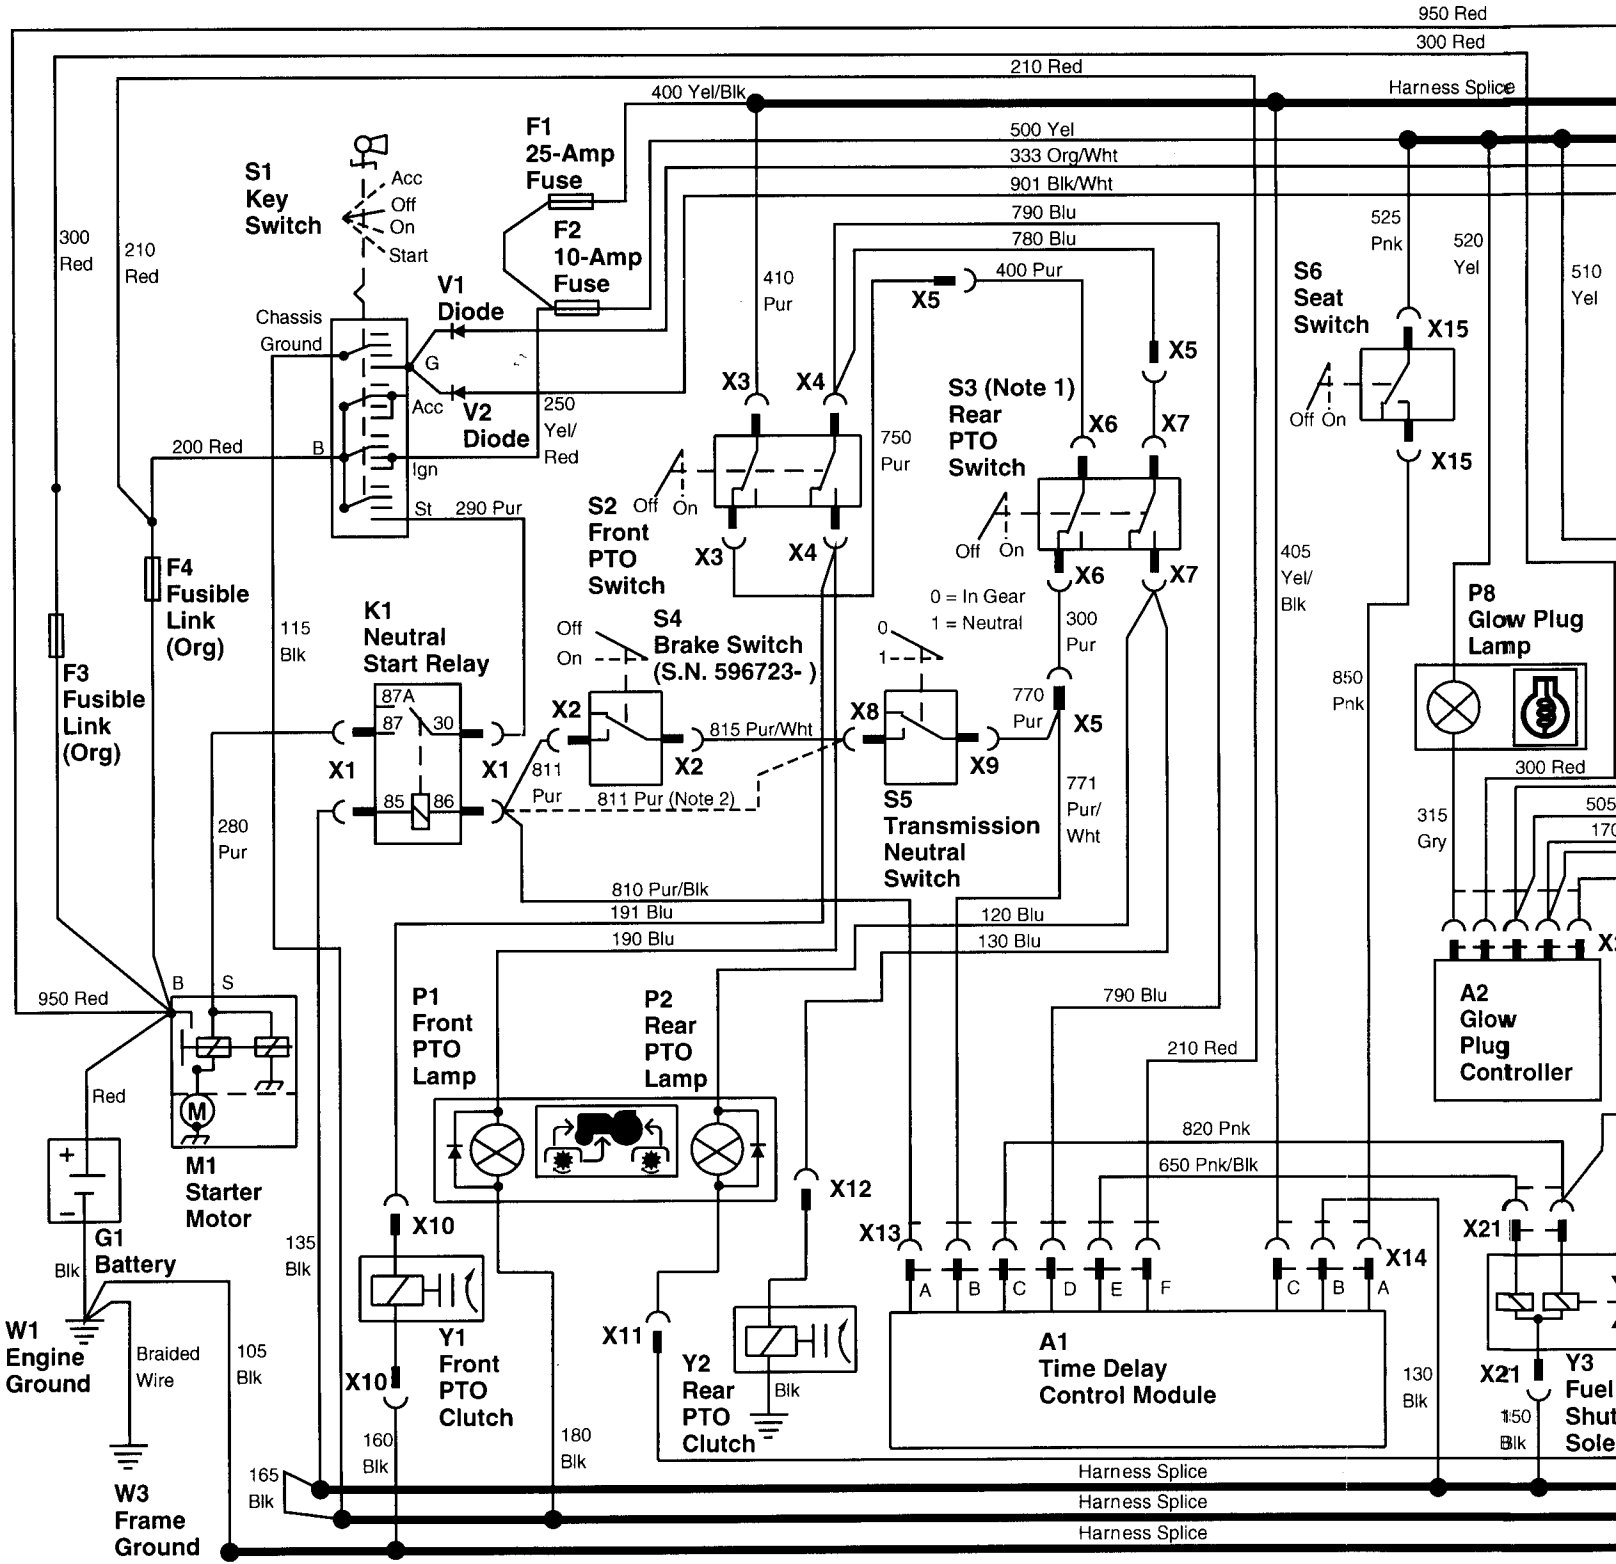 950 Red
300 Red
210 Red
400 Yel/Blk
Harness Splice
500 Yel
333 Org/Wht
901 Blk/Wht
790 Blu
780 Blu
400 Pur
F1
25-Amp
Fuse
F2
10-Amp
Fuse
S1
Key
Switch
Acc
Off
On
Start
300
Red
210
Red
V1
Diode
Chassis
Ground
G
Acc
V2
Diode
250
Yel/
Red
200 Red
B
Ign
St
290 Pur
410
Pur
X5
X5
525
Pnk
520
Yel
510
Yel
S6
Seat
Switch
X15
Off On
X15
X3
X4
S3 (Note 1)
Rear
PTO
Switch
X6
X7
750
Pur
Off
On
S2
Front
PTO
Switch
X3
X4
Off
On
X6
X7
0 = In Gear
1 = Neutral
300
Pur
405
Yel/
Blk
F4
Fusible
Link
(Org)
F3
Fusible
Link
(Org)
115
Blk
K1
Neutral
Start Relay
87A
87
30
85
86
X1
X1
Off
On
S4
Brake Switch
(S.N. 596723- )
X2
815 Pur/Wht
X2
811
Pur
811 Pur (Note 2)
0
1
X8
X9
S5
Transmission
Neutral
Switch
770
Pur
X5
771
Pur/
Wht
850
Pnk
P8
Glow Plug
Lamp
300 Red
505
170
315
Gry
280
Pur
810 Pur/Blk
191 Blu
190 Blu
120 Blu
130 Blu
790 Blu
210 Red
A2
Glow
Plug
Controller
950 Red
B
S
M
M1
Starter
Motor
Red
+
−
G1
Battery
Blk
W1
Engine
Ground
Braided
Wire
105
Blk
W3
Frame
Ground
135
Blk
P1
Front
PTO
Lamp
P2
Rear
PTO
Lamp
X10
X10
Y1
Front
PTO
Clutch
160
Blk
180
Blk
165
Blk
X12
X11
Y2
Rear
PTO
Clutch
Blk
820 Pnk
650 Pnk/Blk
X13
A
B
C
D
E
F
C
B
A
X14
A1
Time Delay
Control Module
130
Blk
X21
X21
Y3
Fuel
150
Blk
Harness Splice
Harness Splice
Harness Splice